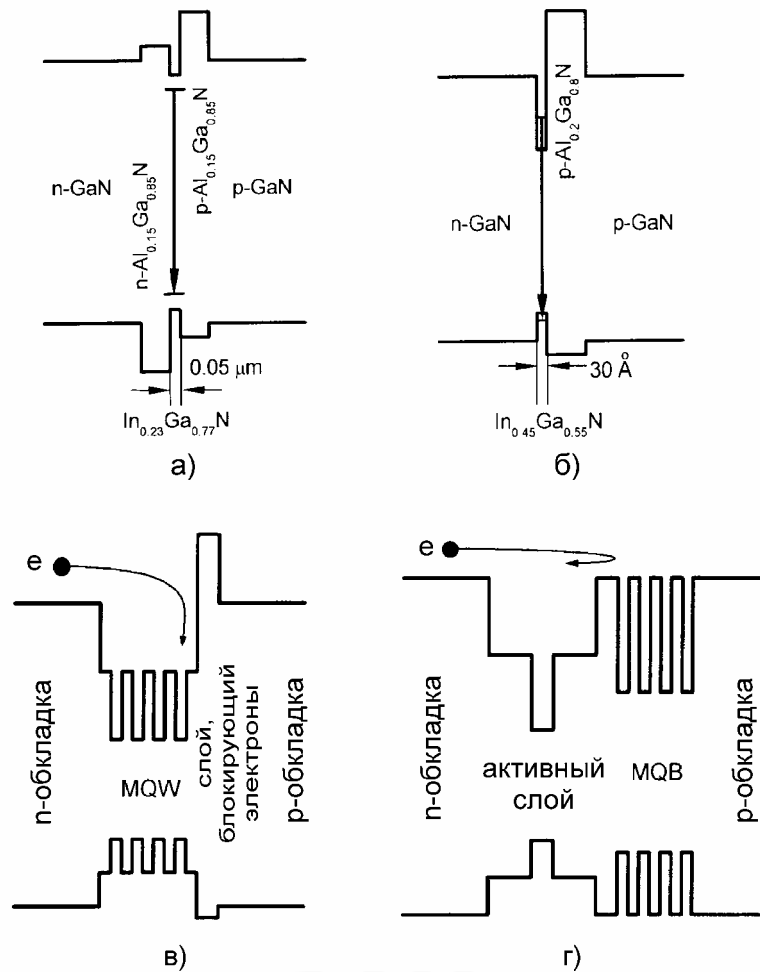 n-GaN
n-Al0.15Ga0.85N
p-Al0.15Ga0.85N
p-GaN
0.05 μm
In0.23Ga0.77N
а)
n-GaN
p-Al0.2Ga0.8N
p-GaN
30 Å
In0.45Ga0.55N
б)
e
n-обкладка
MQW
слой,
блокирующий
электроны
p-обкладка
в)
e
n-обкладка
активный
слой
MQB
p-обкладка
г)